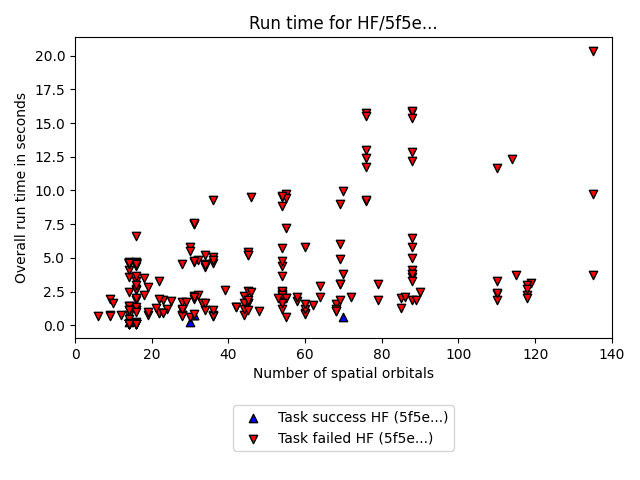 Run time for HF/5f5e...
Overall run time in seconds
20.0
17.5
15.0
12.5
10.0
7.5
5.0
2.5
0.0
0 20 40 60 80 100 120 140
Number of spatial orbitals
Task success HF (5f5e...)
Task failed HF (5f5e...)